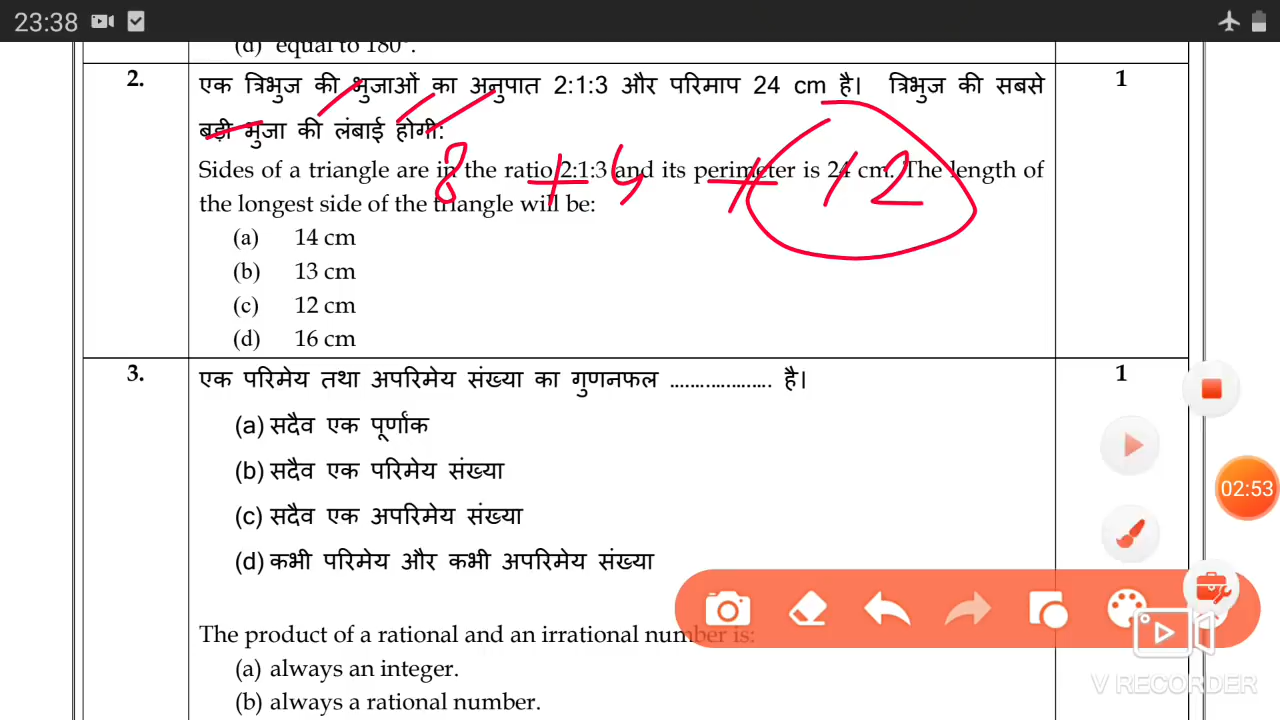 23:38
(d) equal to 180°.
2. एक त्रिभुज की भुजाओं का अनुपात 2:1:3 और परिमाप 24 cm है। त्रिभुज की सबसे 1
बड़ी भुजा की लंबाई होगी:
8 + 4 + 12
Sides of a triangle are in the ratio 2:1:3 and its perimeter is 24 cm. The length of
the longest side of the triangle will be:
(a) 14 cm
(b) 13 cm
(c) 12 cm
(d) 16 cm
3. एक परिमेय तथा अपरिमेय संख्या का गुणनफल .................... है। 1
(a) सदैव एक पूर्णांक
(b) सदैव एक परिमेय संख्या
(c) सदैव एक अपरिमेय संख्या
(d) कभी परिमेय और कभी अपरिमेय संख्या
02:53
The product of a rational and an irrational number is:
(a) always an integer.
(b) always a rational number.
V RECORDER